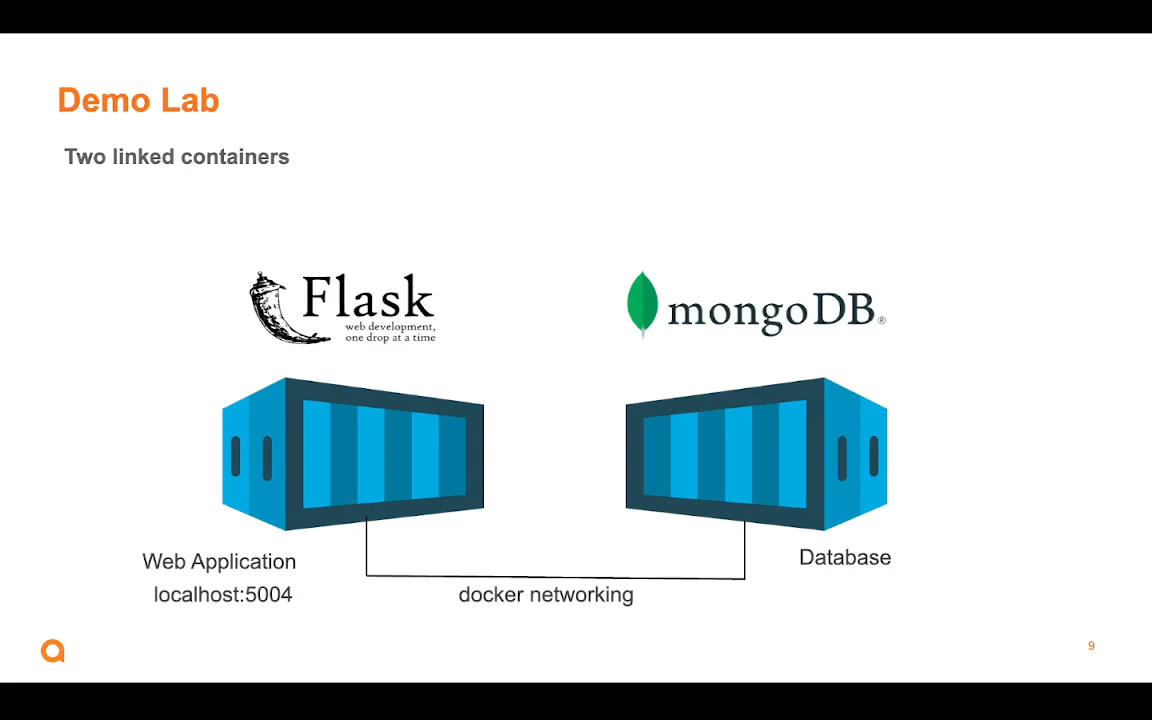 Demo Lab
Two linked containers
Flask
web development,
one drop at a time
mongoDB®
Web Application
localhost:5004
docker networking
Database
9